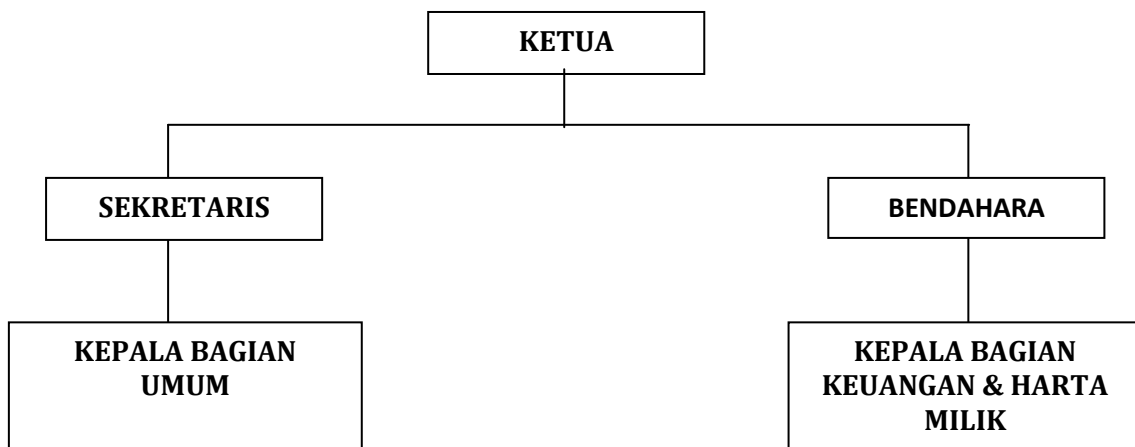 KETUA
SEKRETARIS
BENDAHARA
KEPALA BAGIAN
UMUM
KEPALA BAGIAN
KEUANGAN & HARTA
MILIK